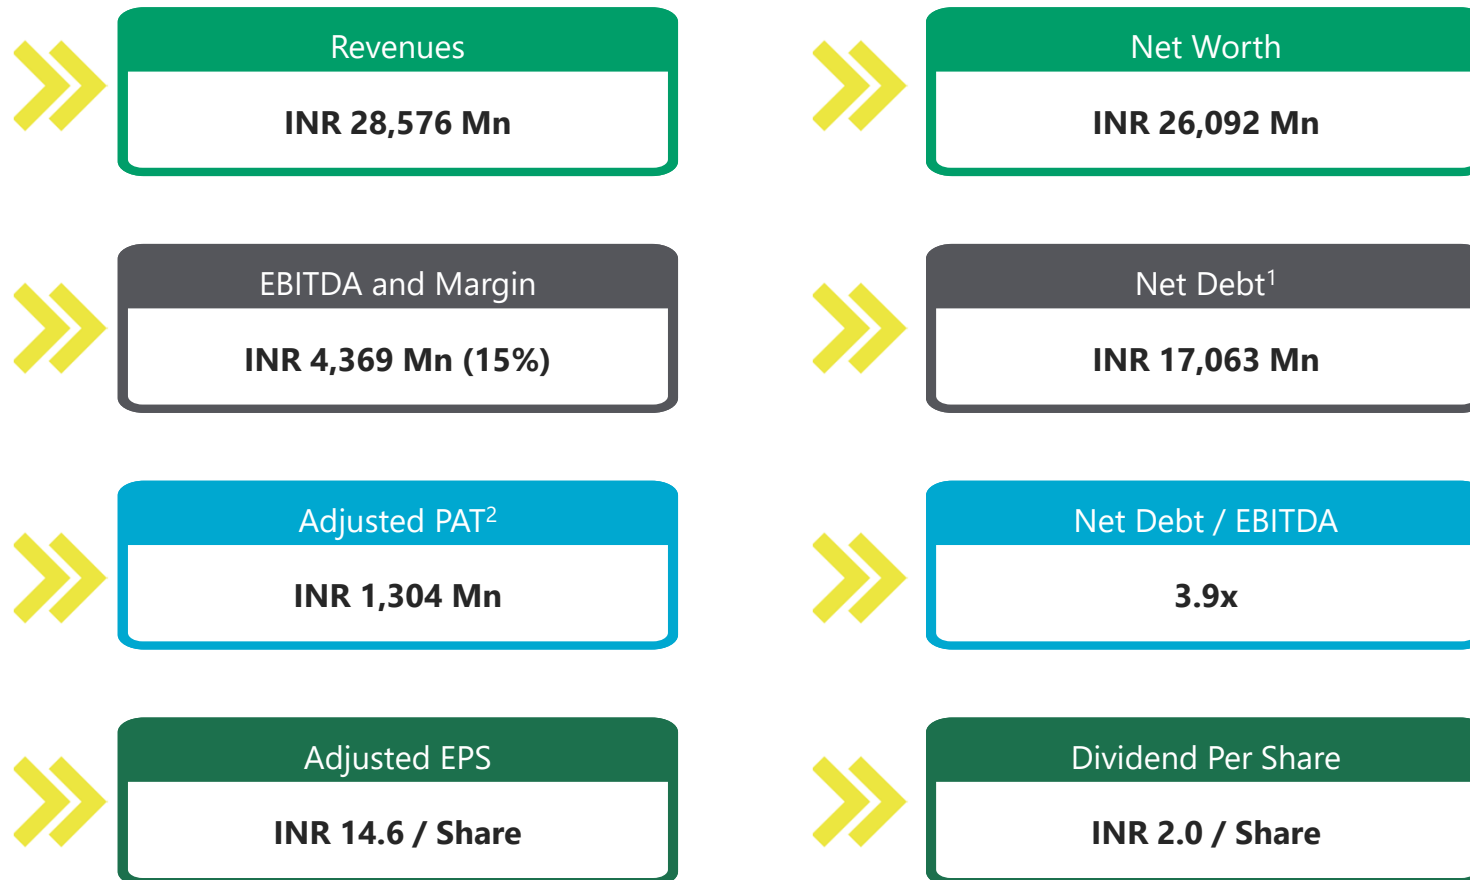 Revenues
INR 28,576 Mn
Net Worth
INR 26,092 Mn
EBITDA and Margin
INR 4,369 Mn (15%)
Net Debt¹
INR 17,063 Mn
Adjusted PAT²
INR 1,304 Mn
Net Debt / EBITDA
3.9x
Adjusted EPS
INR 14.6 / Share
Dividend Per Share
INR 2.0 / Share